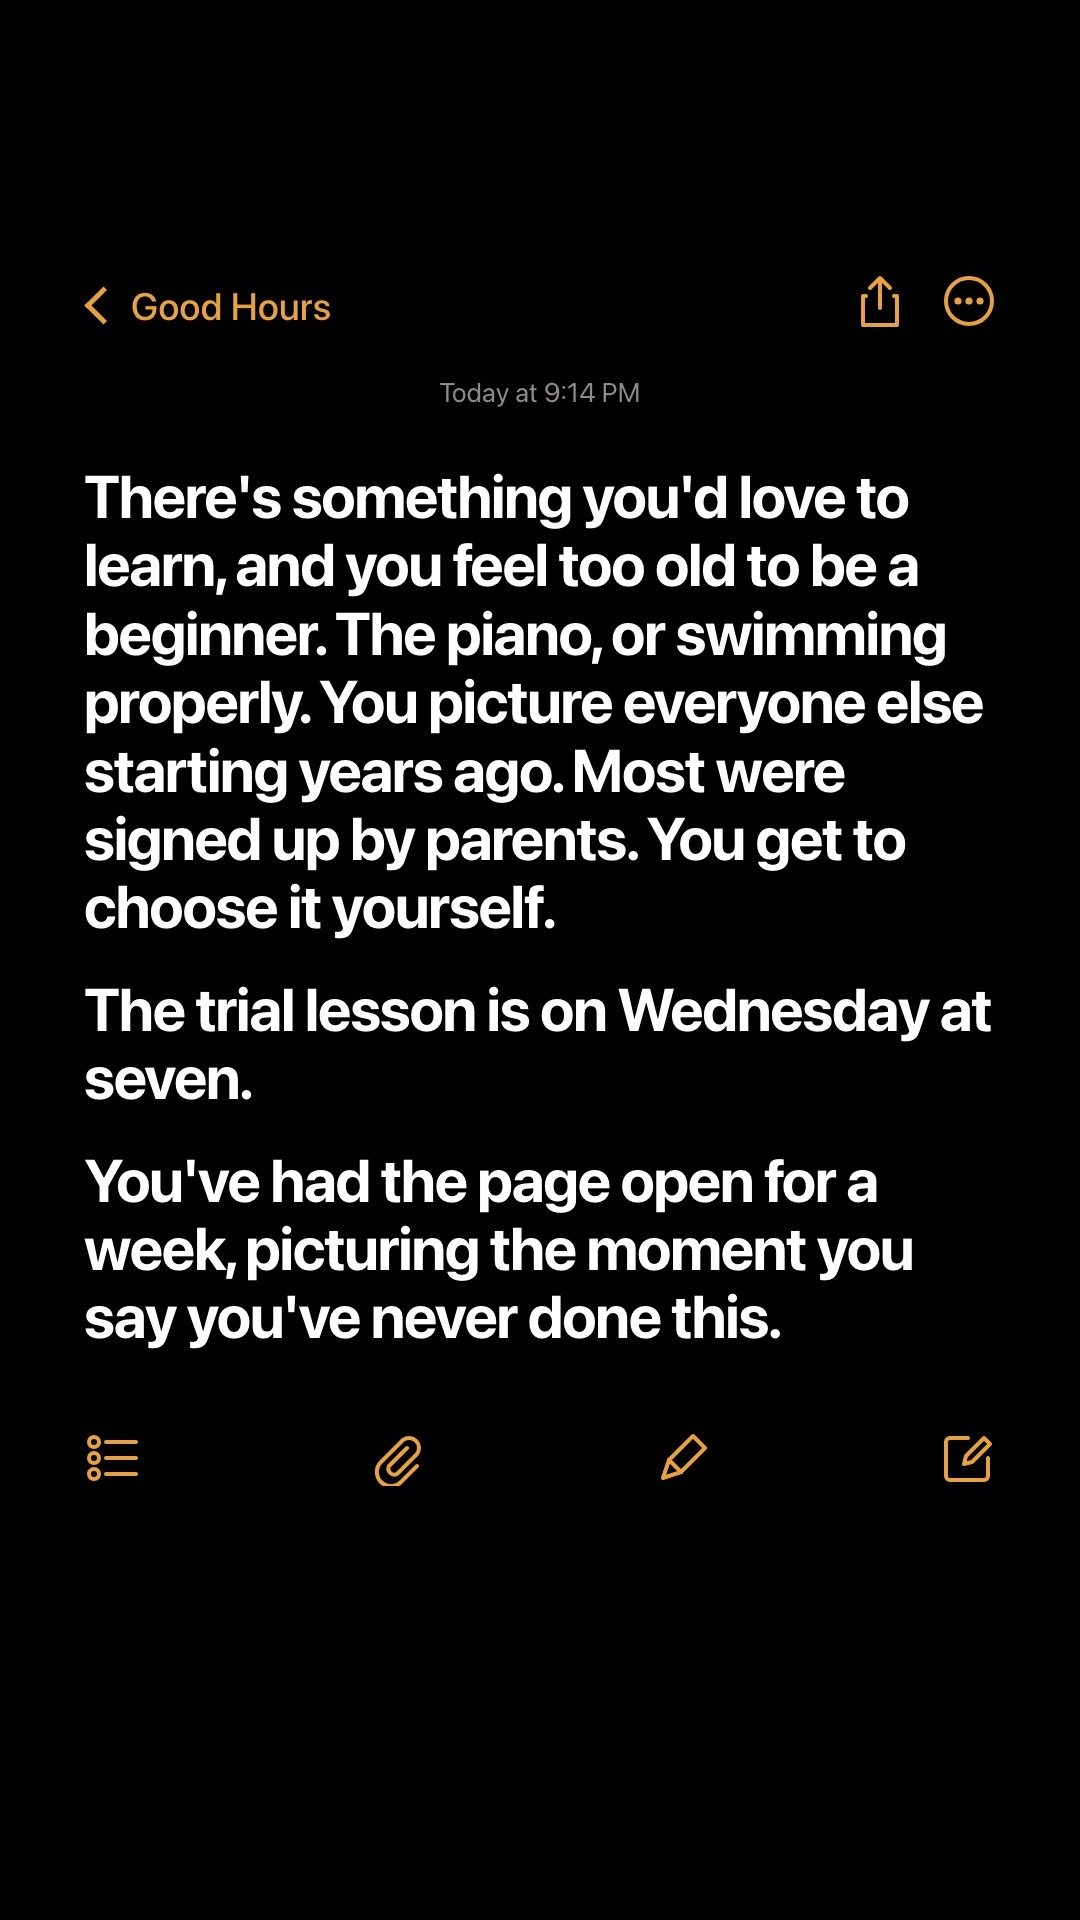 Good Hours
Today at 9:14 PM
There's something you'd love to
learn, and you feel too old to be a
beginner. The piano, or swimming
properly. You picture everyone else
starting years ago. Most were
signed up by parents. You get to
choose it yourself.
The trial lesson is on Wednesday at
seven.
You've had the page open for a
week, picturing the moment you
say you've never done this.